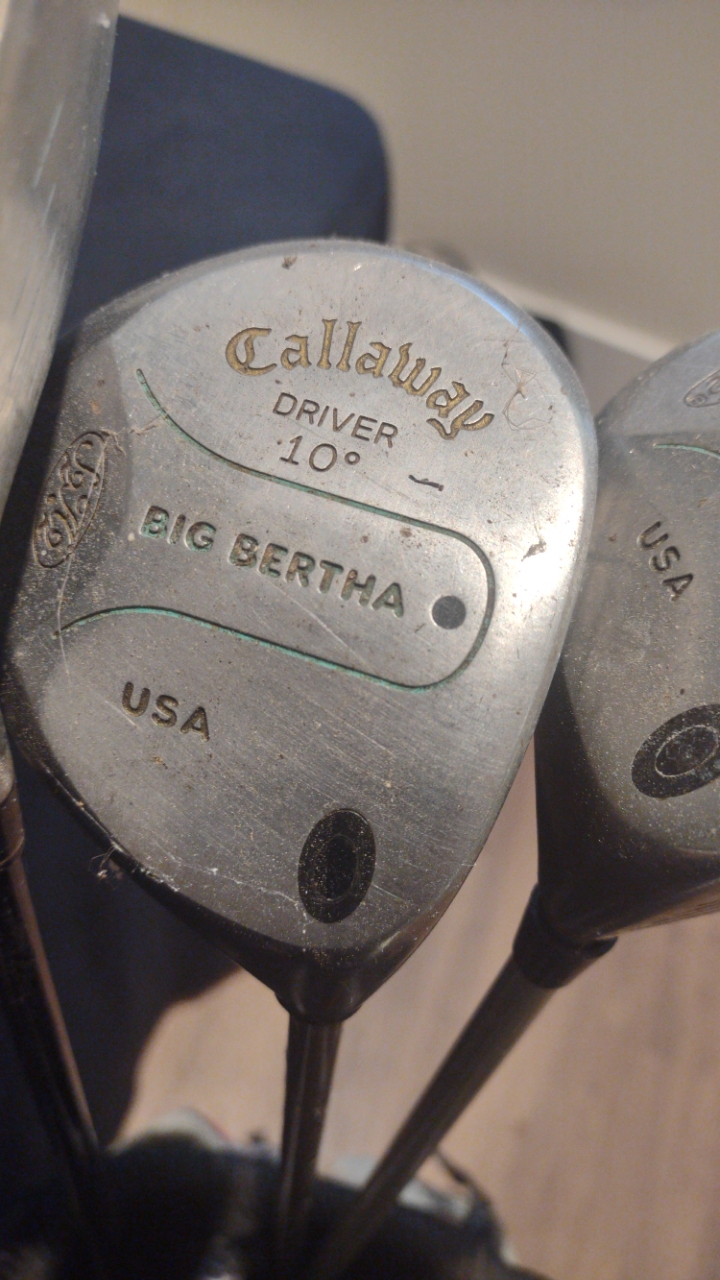 Callaway
DRIVER
10°
BIG BERTHA
USA
USA